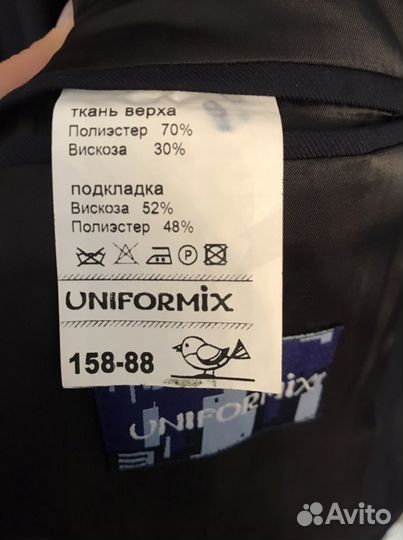 ткань верха
Полиэстер 70%
Вискоза 30%
подкладка
Вискоза 52%
Полиэстер 48%
P
UNIFORMIX
158-88
UNIFORMIX
Avito